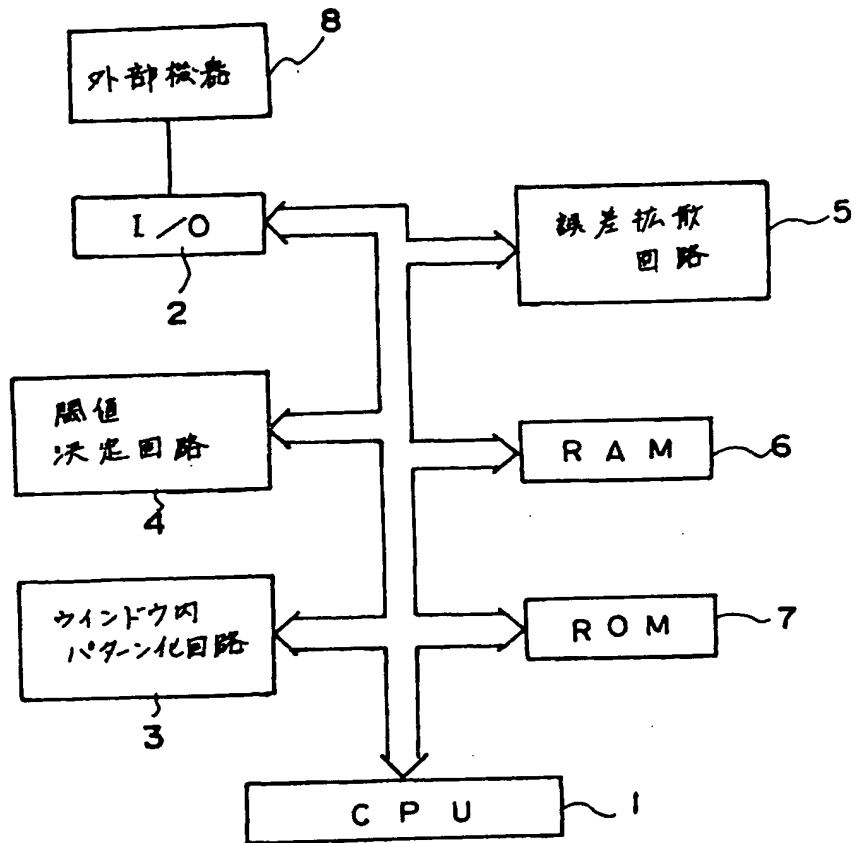 8
外部機器
I/O
2
誤差拡散
回路
5
閾値
決定回路
4
RAM
6
ウインドウ内
パターン化回路
3
ROM
7
CPU
1